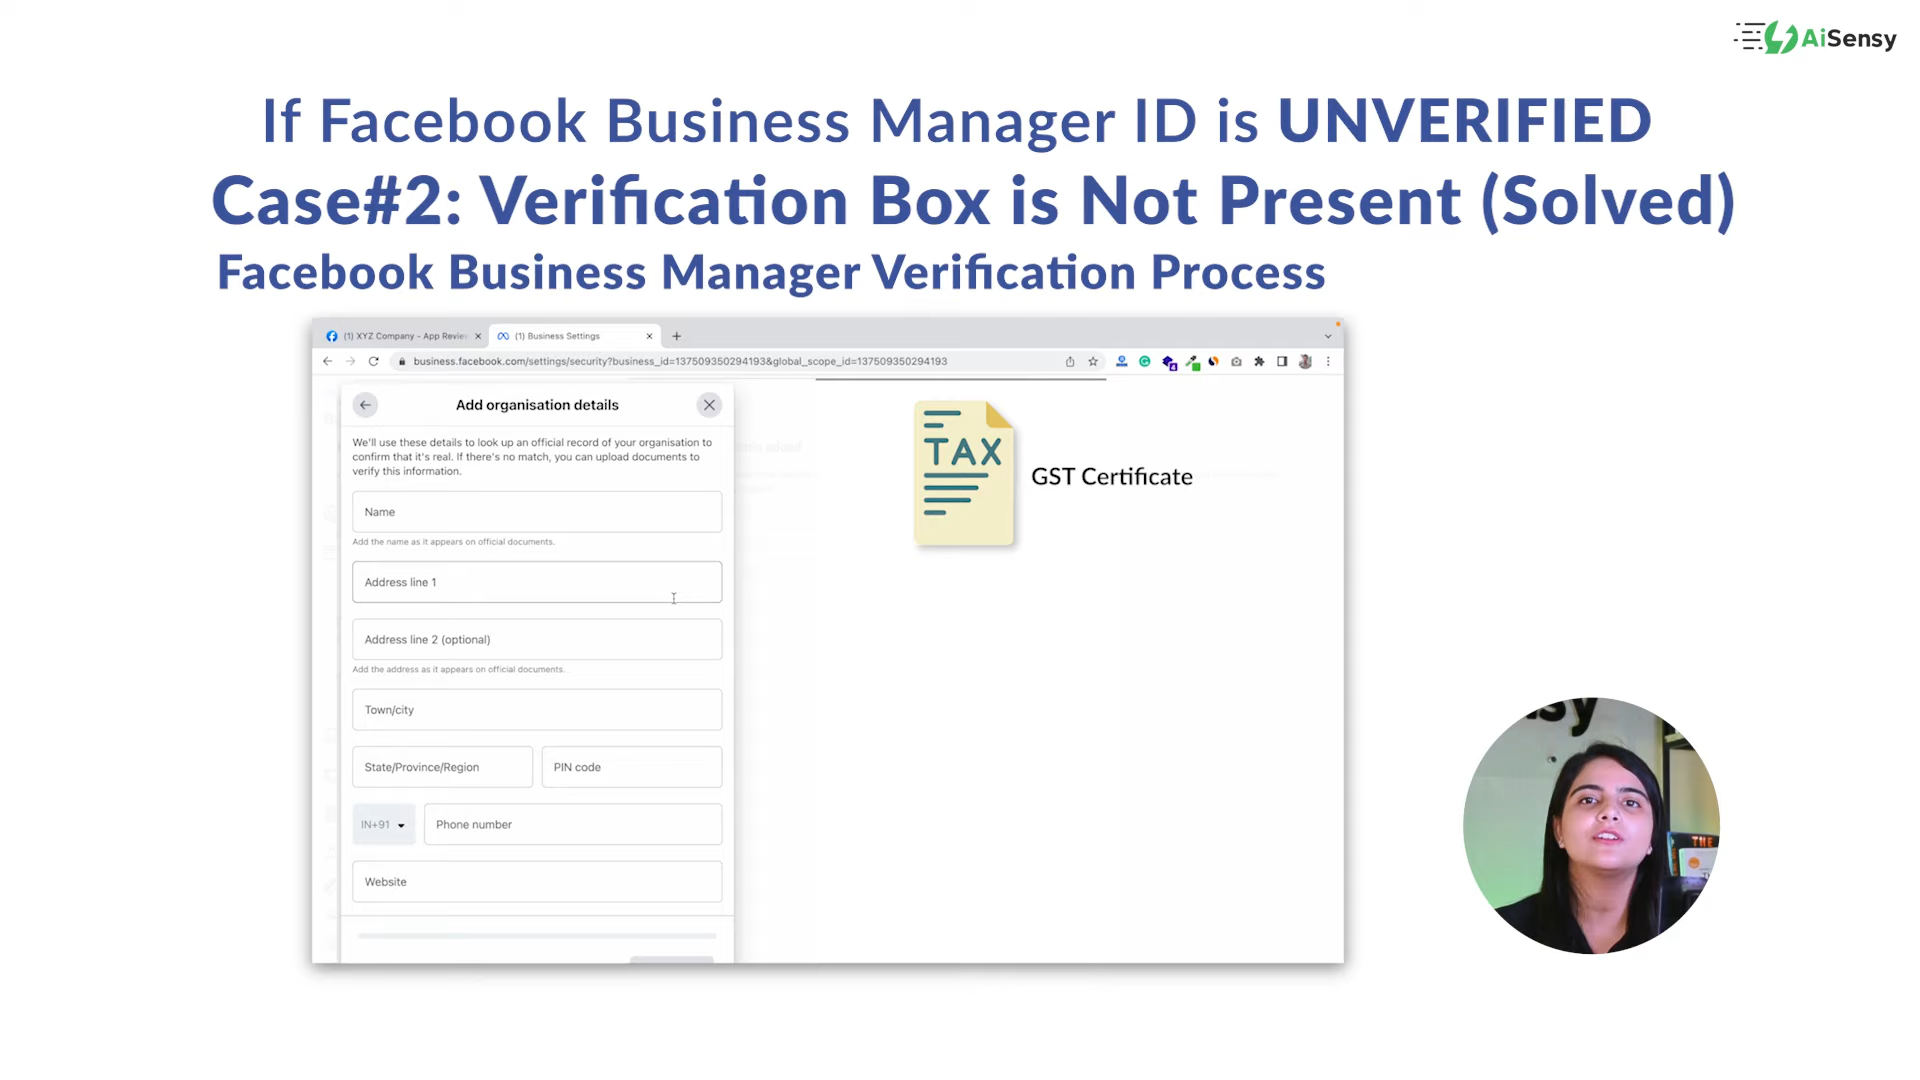 AiSensy
If Facebook Business Manager ID is UNVERIFIED
Case#2: Verification Box is Not Present (Solved)
Facebook Business Manager Verification Process
(1) XYZ Company - App Review
(1) Business Settings
business.facebook.com/settings/security?business_id=137509350294193&global_scope_id=137509350294193
Add organisation details
We'll use these details to look up an official record of your organisation to
confirm that it's real. If there's no match, you can upload documents to
verify this information.
Name
Add the name as it appears on official documents.
Address line 1
Address line 2 (optional)
Add the address as it appears on official documents.
Town/city
State/Province/Region
PIN code
IN+91
Phone number
Website
TAX
GST Certificate
THE